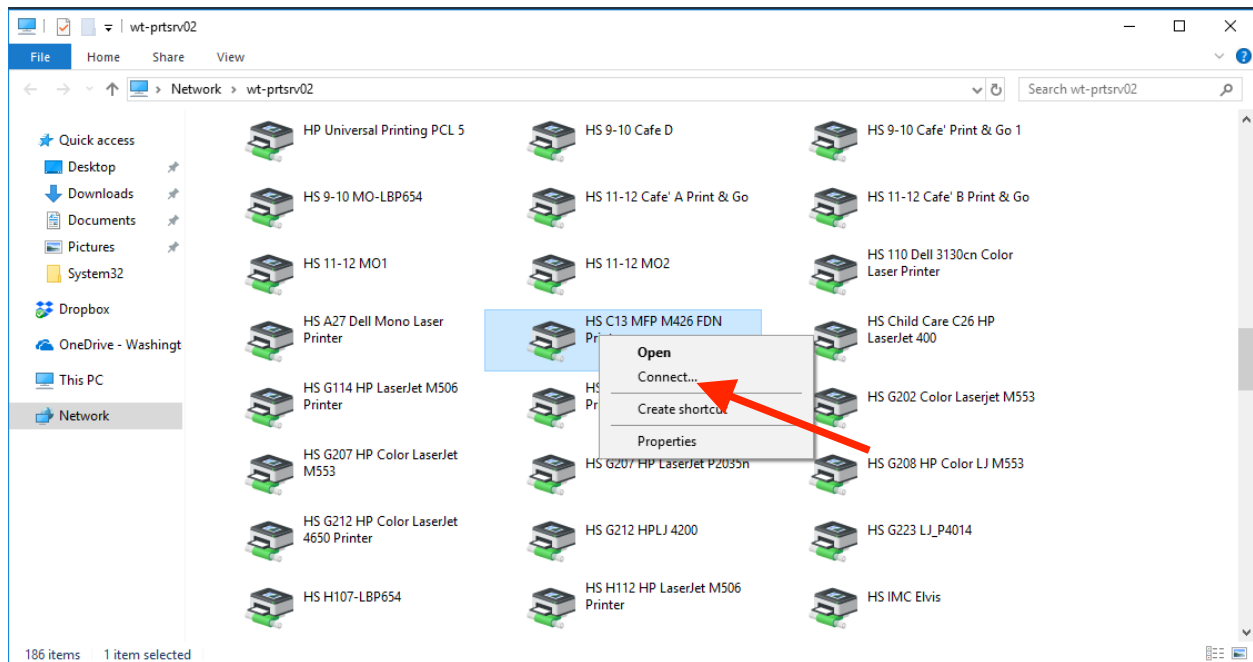 wt-prtsrv02
File Home Share View
Network > wt-prtsrv02
Search wt-prtsrv02
Quick access
Desktop
Downloads
Documents
Pictures
System32
Dropbox
OneDrive - Washingt
This PC
Network
HP Universal Printing PCL 5
HS 9-10 Cafe D
HS 9-10 Cafe' Print & Go 1
HS 9-10 MO-LBP654
HS 11-12 Cafe' A Print & Go
HS 11-12 Cafe' B Print & Go
HS 11-12 MO1
HS 11-12 MO2
HS 110 Dell 3130cn Color
Laser Printer
HS A27 Dell Mono Laser
Printer
HS C13 MFP M426 FDN
HS Child Care C26 HP
LaserJet 400
Open
Connect...
Create shortcut
Properties
HS G114 HP LaserJet M506
Printer
HS
Pr
HS G202 Color Laserjet M553
HS G207 HP Color LaserJet
M553
HS G207 HP LaserJet P2035n
HS G208 HP Color LJ M553
HS G212 HP Color LaserJet
4650 Printer
HS G212 HPLJ 4200
HS G223 LJ_P4014
HS H107-LBP654
HS H112 HP LaserJet M506
Printer
HS IMC Elvis
186 items 1 item selected